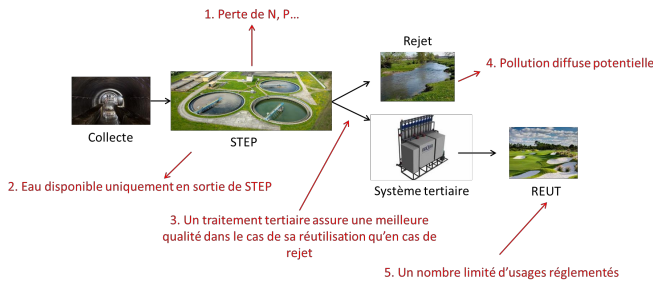 1. Perte de N, P...
Rejet
4. Pollution diffuse potentielle
Collecte
STEP
Système tertiaire
REUT
2. Eau disponible uniquement en sortie de STEP
3. Un traitement tertiaire assure une meilleure
qualité dans le cas de sa réutilisation qu'en cas de
rejet
5. Un nombre limité d'usages réglementés